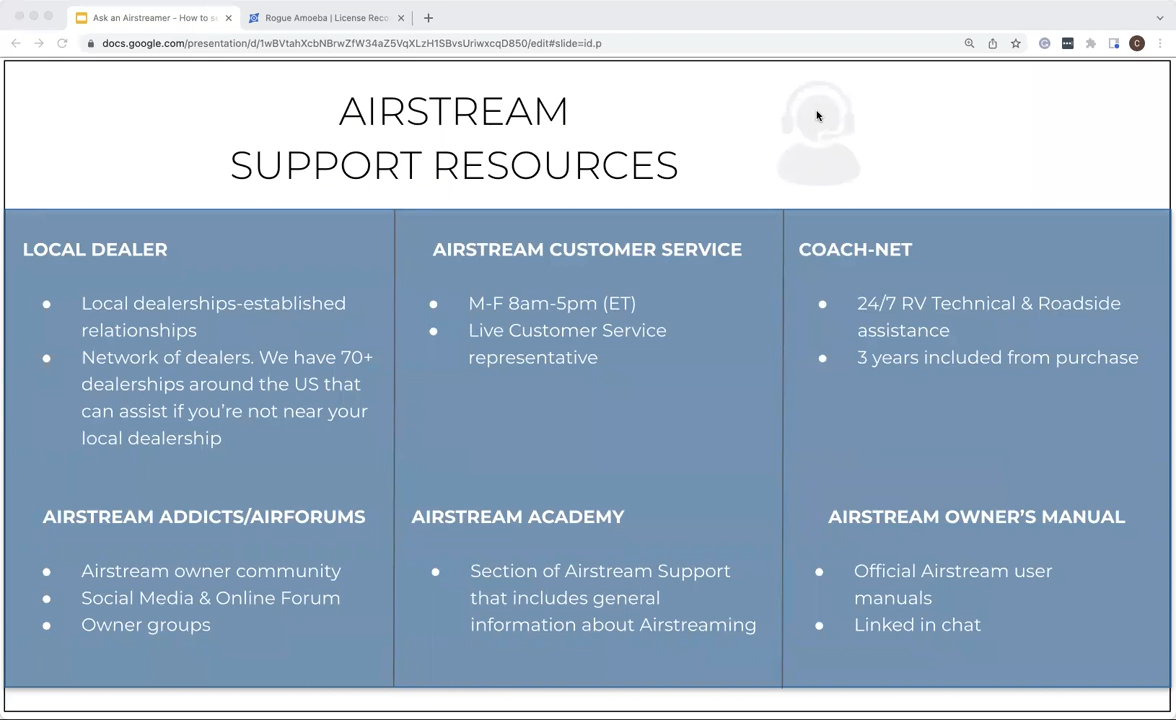 Ask an Airstreamer - How to s
Rogue Amoeba | License Reco
docs.google.com/presentation/d/1wBVtahXcbNBrwZfW34aZ5VqXLzH1SBvsUriwxcqD850/edit#slide=id.p
C
AIRSTREAM
SUPPORT RESOURCES
LOCAL DEALER
● Local dealerships-established
relationships
● Network of dealers. We have 70+
dealerships around the US that
can assist if you're not near your
local dealership
AIRSTREAM CUSTOMER SERVICE
● M-F 8am-5pm (ET)
● Live Customer Service
representative
COACH-NET
● 24/7 RV Technical & Roadside
assistance
● 3 years included from purchase
AIRSTREAM ADDICTS/AIRFORUMS
● Airstream owner community
● Social Media & Online Forum
● Owner groups
AIRSTREAM ACADEMY
● Section of Airstream Support
that includes general
information about Airstreaming
AIRSTREAM OWNER'S MANUAL
● Official Airstream user
manuals
● Linked in chat